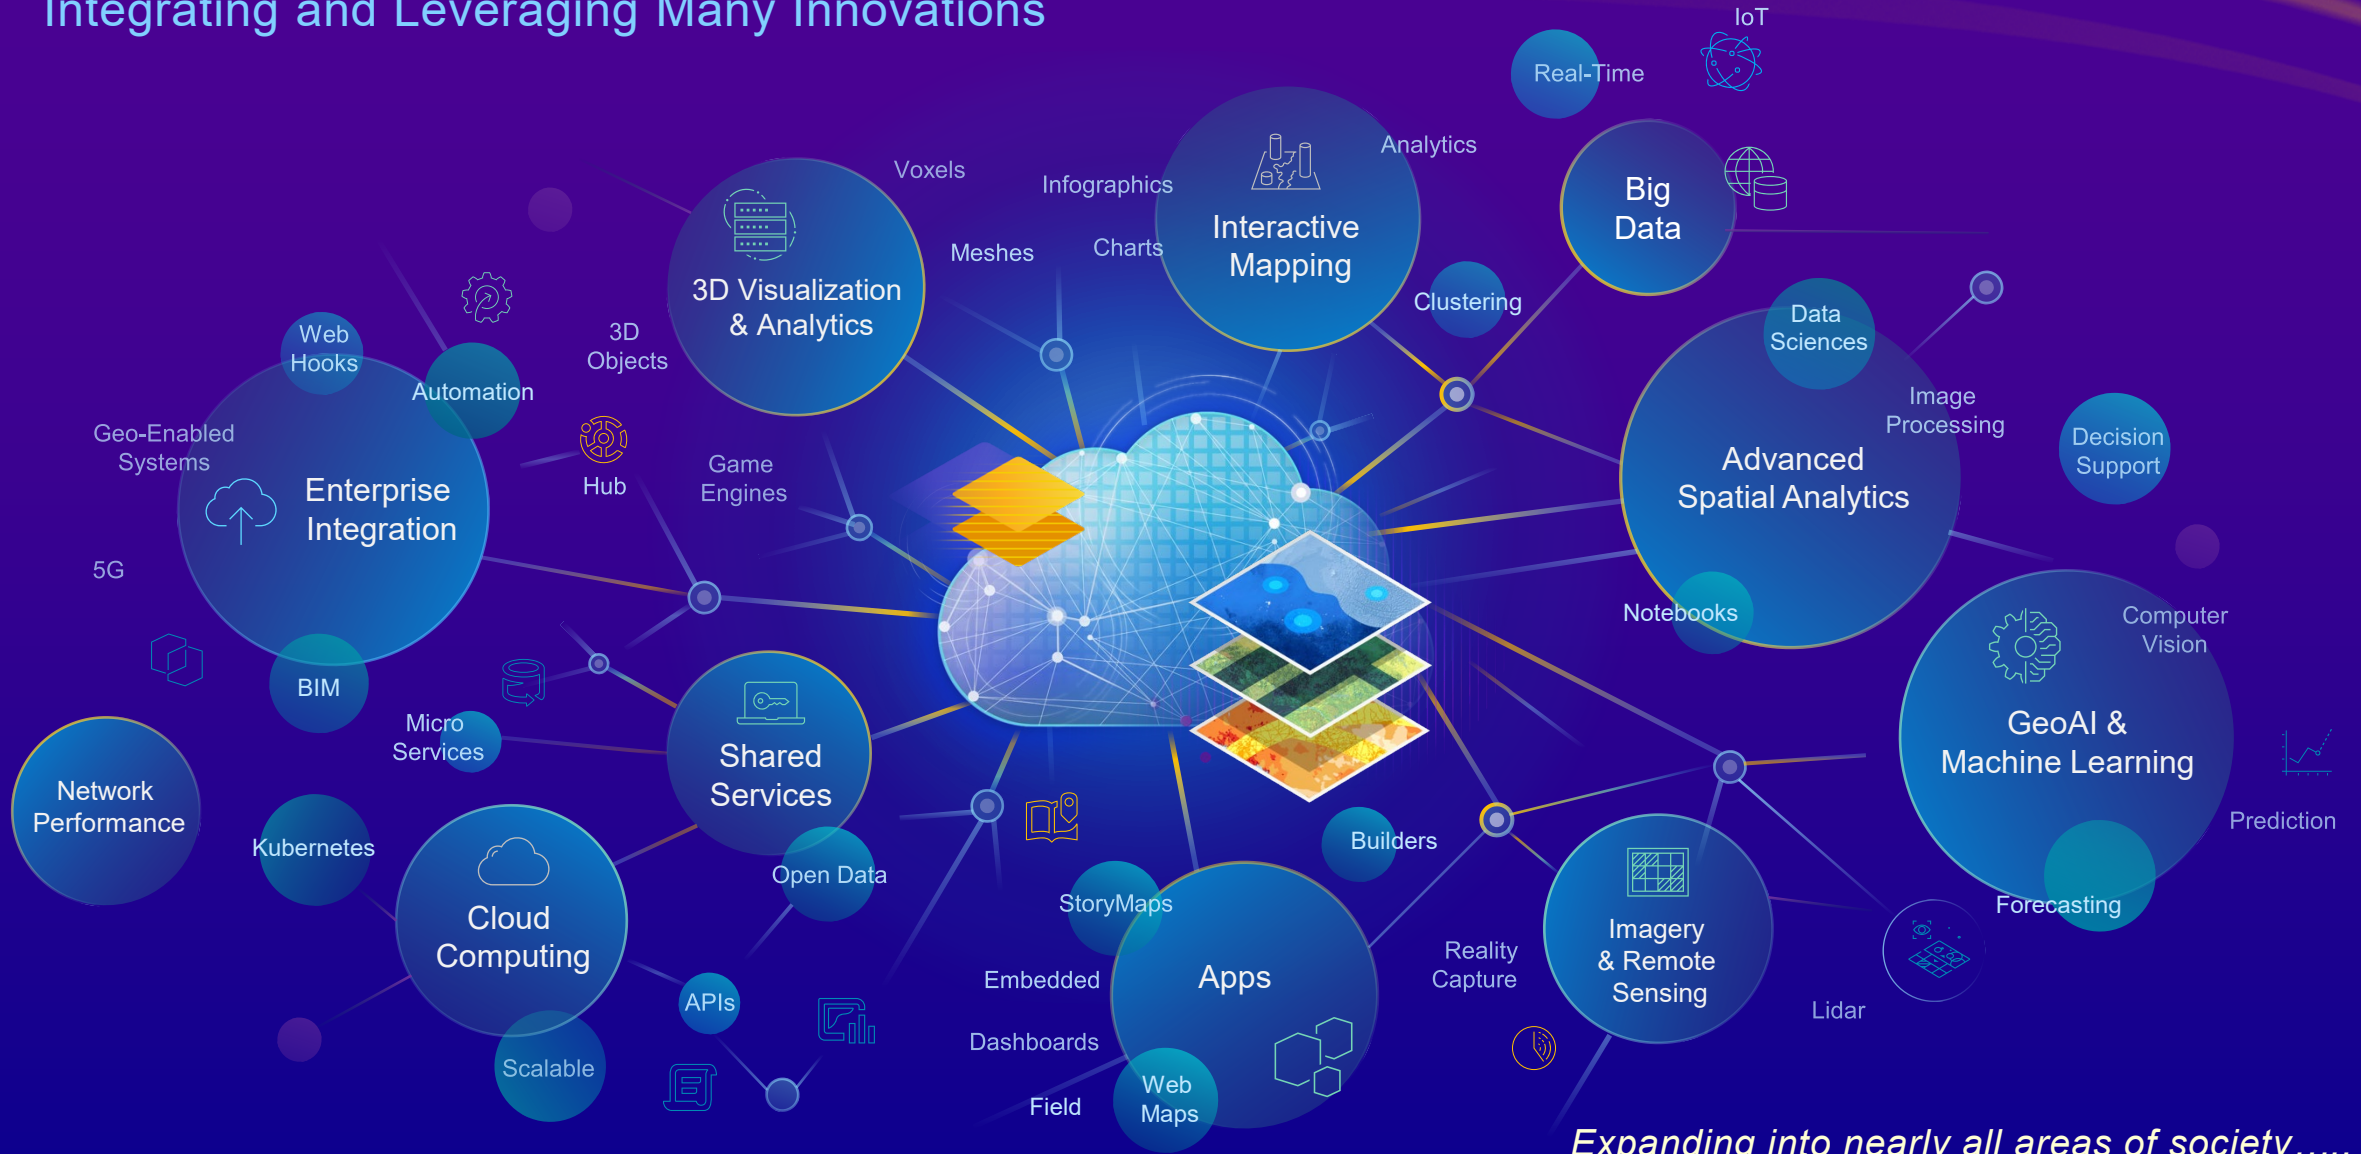 Integrating and Leveraging Many Innovations
IoT
Real-Time
Voxels
Infographics
Analytics
Meshes
Charts
Interactive
Mapping
Big
Data
3D Visualization
& Analytics
Clustering
Data
Sciences
Web
Hooks
Automation
3D
Objects
Image
Processing
Geo-Enabled
Systems
Hub
Game
Engines
Decision
Support
Enterprise
Integration
Advanced
Spatial Analytics
5G
Notebooks
Computer
Vision
BIM
Micro
Services
Shared
Services
GeoAI &
Machine Learning
Network
Performance
Prediction
Kubernetes
Open Data
Builders
StoryMaps
Forecasting
Cloud
Computing
Embedded
Apps
Reality
Capture
Imagery
& Remote
Sensing
APIs
Lidar
Dashboards
Scalable
Field
Web
Maps
Expanding into nearly all areas of society.....